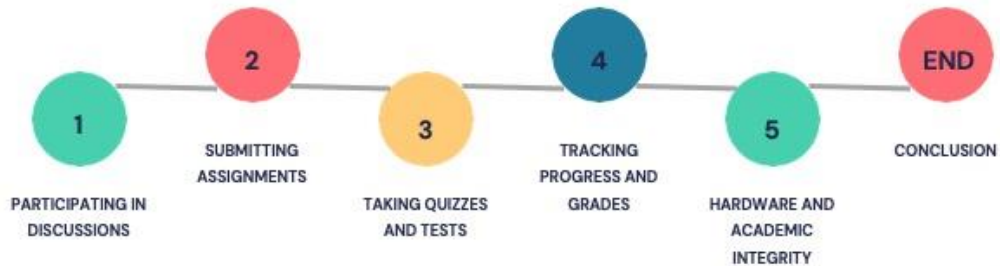 1
PARTICIPATING IN
DISCUSSIONS
2
SUBMITTING
ASSIGNMENTS
3
TAKING QUIZZES
AND TESTS
4
TRACKING
PROGRESS AND
GRADES
5
HARDWARE AND
ACADEMIC
INTEGRITY
END
CONCLUSION